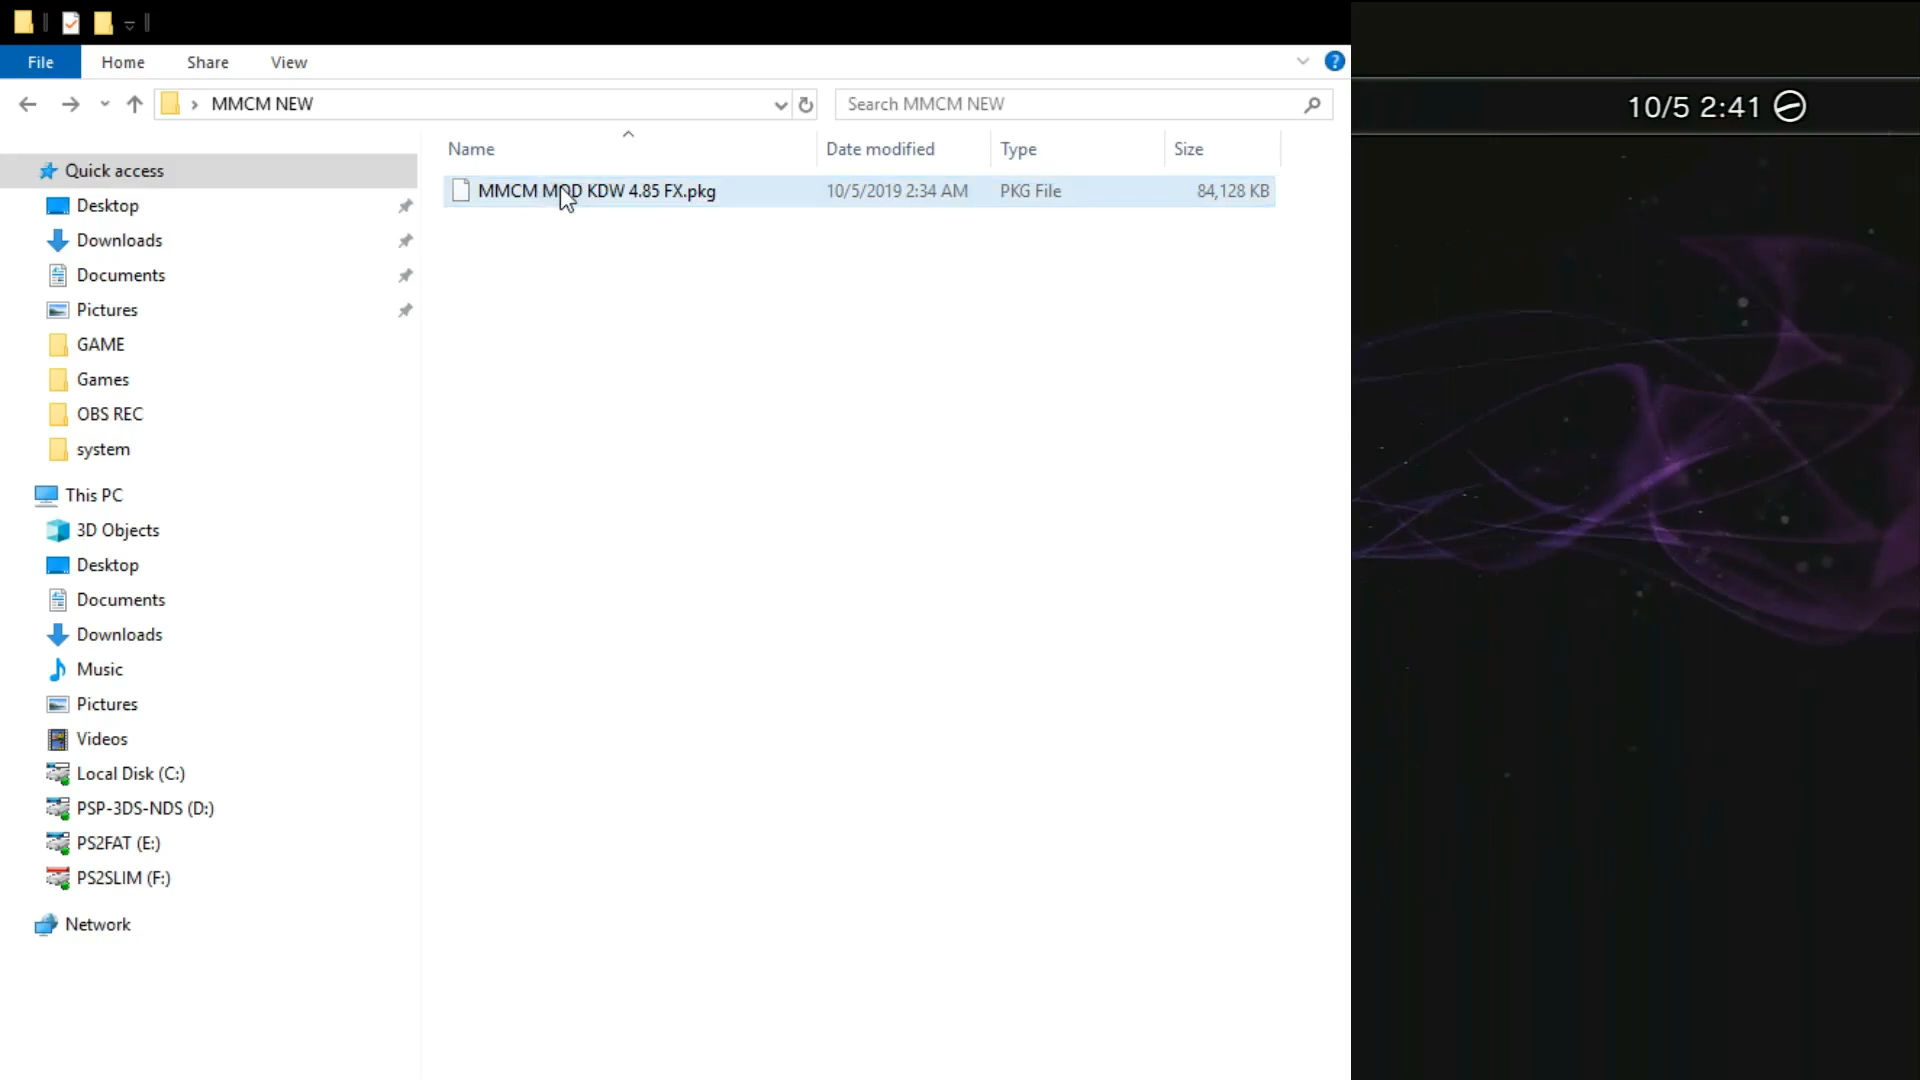 File Home Share View
MMCM NEW
Search MMCM NEW
10/5 2:41
Name Date modified Type Size
MMCM MOD KDW 4.85 FX.pkg 10/5/2019 2:34 AM PKG File 84,128 KB
Quick access
Desktop
Downloads
Documents
Pictures
GAME
Games
OBS REC
system
This PC
3D Objects
Desktop
Documents
Downloads
Music
Pictures
Videos
Local Disk (C:)
PSP-3DS-NDS (D:)
PS2FAT (E:)
PS2SLIM (F:)
Network